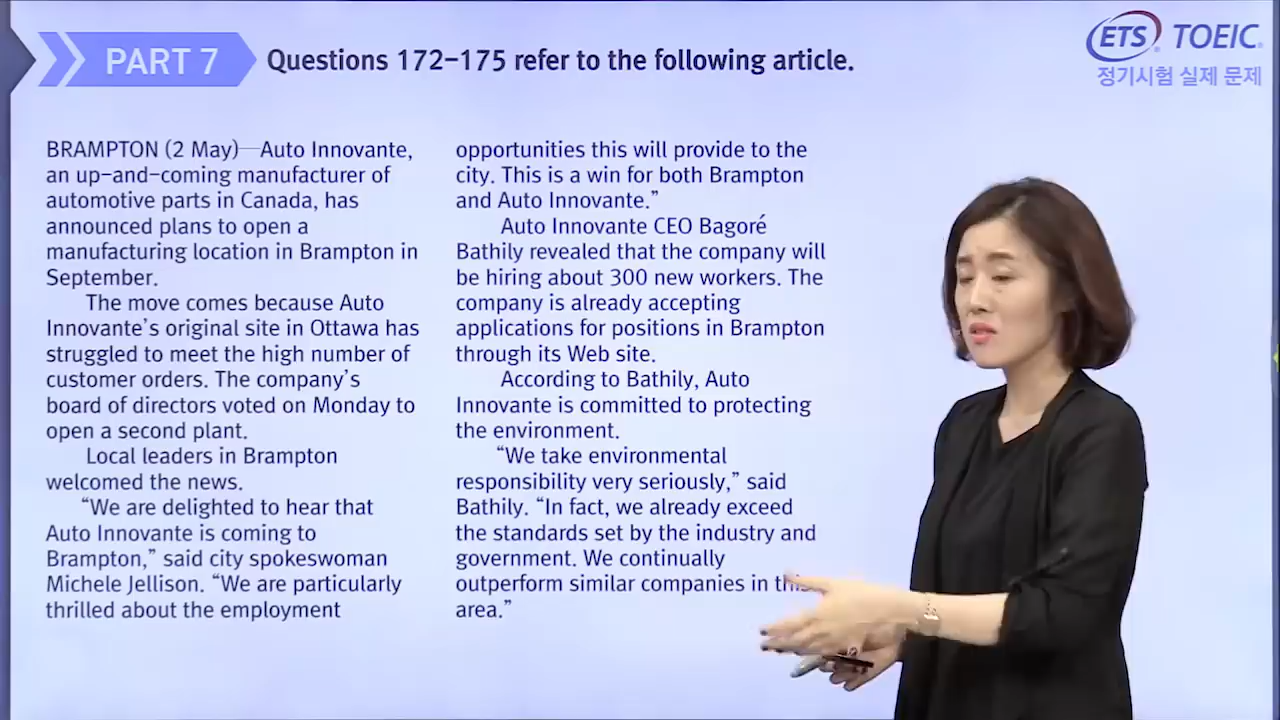 PART 7
Questions 172–175 refer to the following article.
ETS TOEIC
정기시험 실제 문제
BRAMPTON (2 May)—Auto Innovante,
an up-and-coming manufacturer of
automotive parts in Canada, has
announced plans to open a
manufacturing location in Brampton in
September.
The move comes because Auto
Innovante's original site in Ottawa has
struggled to meet the high number of
customer orders. The company's
board of directors voted on Monday to
open a second plant.
Local leaders in Brampton
welcomed the news.
“We are delighted to hear that
Auto Innovante is coming to
Brampton,” said city spokeswoman
Michele Jellison. “We are particularly
thrilled about the employment
opportunities this will provide to the
city. This is a win for both Brampton
and Auto Innovante.”
Auto Innovante CEO Bagoré
Bathily revealed that the company will
be hiring about 300 new workers. The
company is already accepting
applications for positions in Brampton
through its Web site.
According to Bathily, Auto
Innovante is committed to protecting
the environment.
“We take environmental
responsibility very seriously,” said
Bathily. “In fact, we already exceed
the standards set by the industry and
government. We continually
outperform similar companies in this
area.”